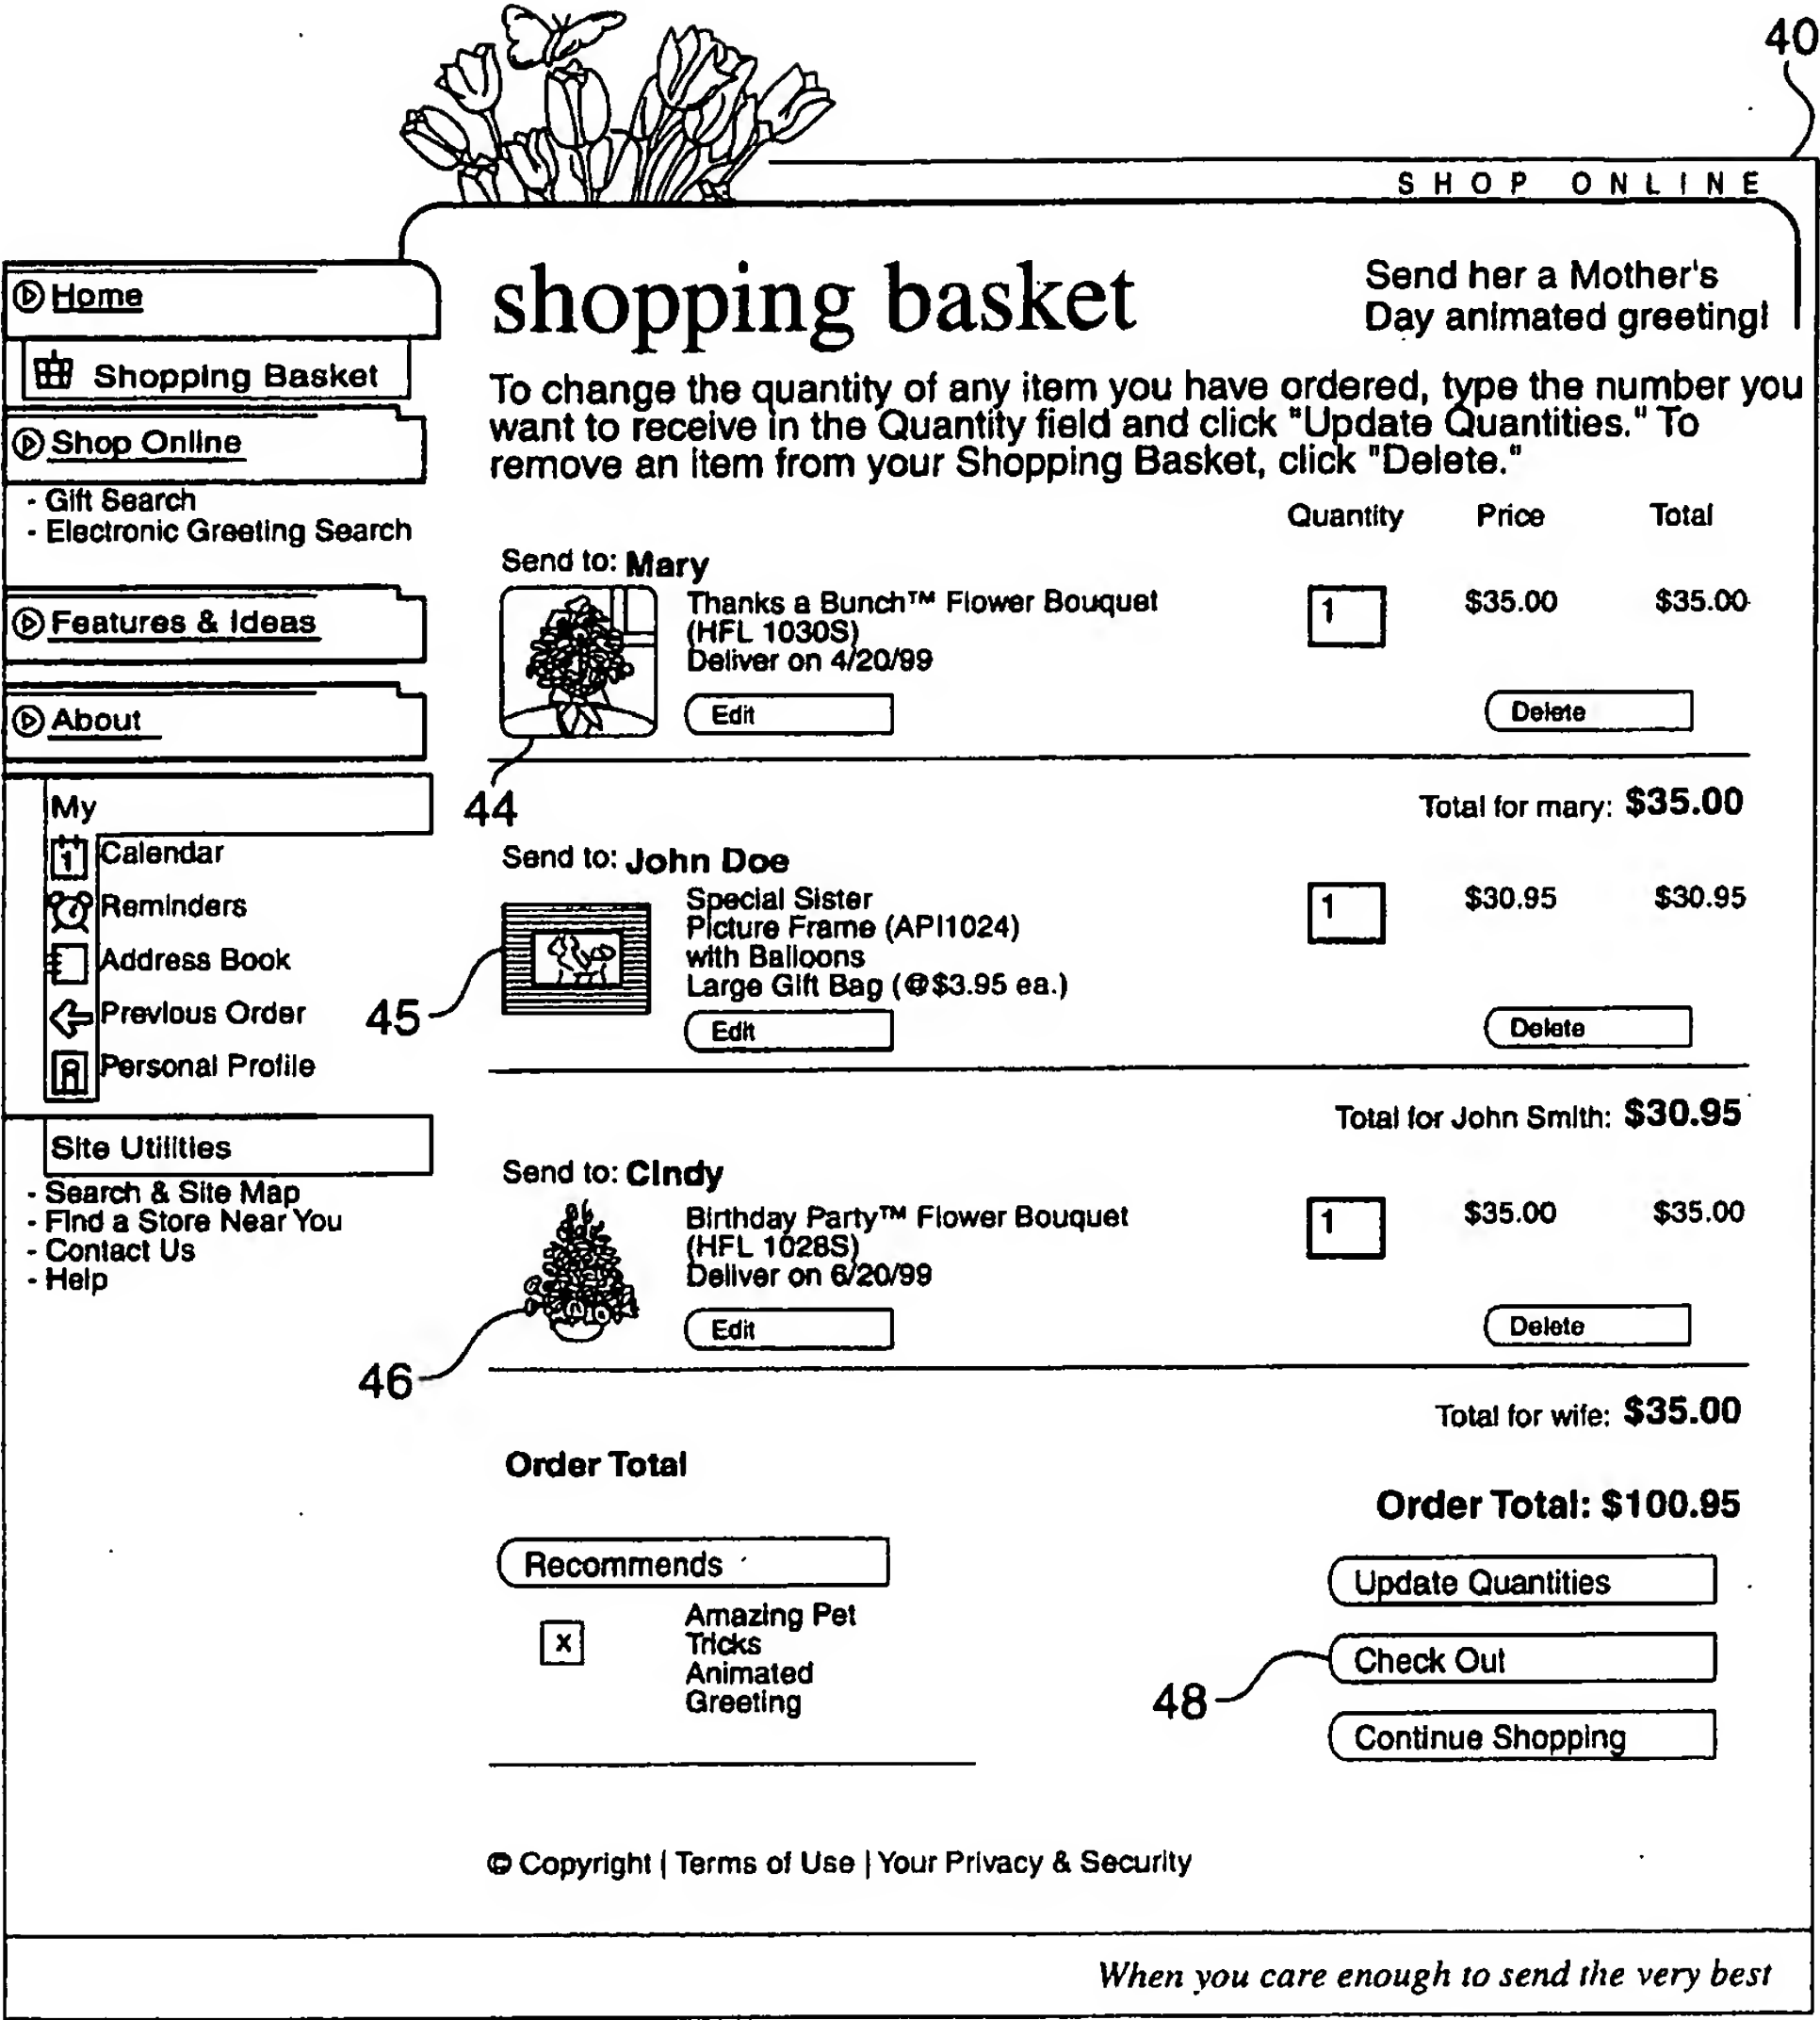 40
SHOP ONLINE
Home
Shopping Basket
Shop Online
- Gift Search
- Electronic Greeting Search
Features & Ideas
About
My
1
Calendar
Reminders
Address Book
Previous Order
Personal Profile
Site Utilities
- Search & Site Map
- Find a Store Near You
- Contact Us
- Help
shopping basket
Send her a Mother's
Day animated greeting!
To change the quantity of any item you have ordered, type the number you
want to receive in the Quantity field and click "Update Quantities." To
remove an item from your Shopping Basket, click "Delete."
Quantity Price Total
Send to: Mary
Thanks a Bunch™ Flower Bouquet 1 $35.00 $35.00
(HFL 1030S)
Deliver on 4/20/99
Edit Delete
44
Total for mary: $35.00
Send to: John Doe
Special Sister 1 $30.95 $30.95
Picture Frame (API1024)
with Balloons
Large Gift Bag (@$3.95 ea.)
45
Edit Delete
Total for John Smith: $30.95
Send to: Cindy
Birthday Party™ Flower Bouquet 1 $35.00 $35.00
(HFL 1028S)
Deliver on 6/20/99
Edit Delete
46
Total for wife: $35.00
Order Total
Order Total: $100.95
Recommends
x
Amazing Pet
Tricks
Animated
Greeting
Update Quantities
48
Check Out
Continue Shopping
© Copyright | Terms of Use | Your Privacy & Security
When you care enough to send the very best